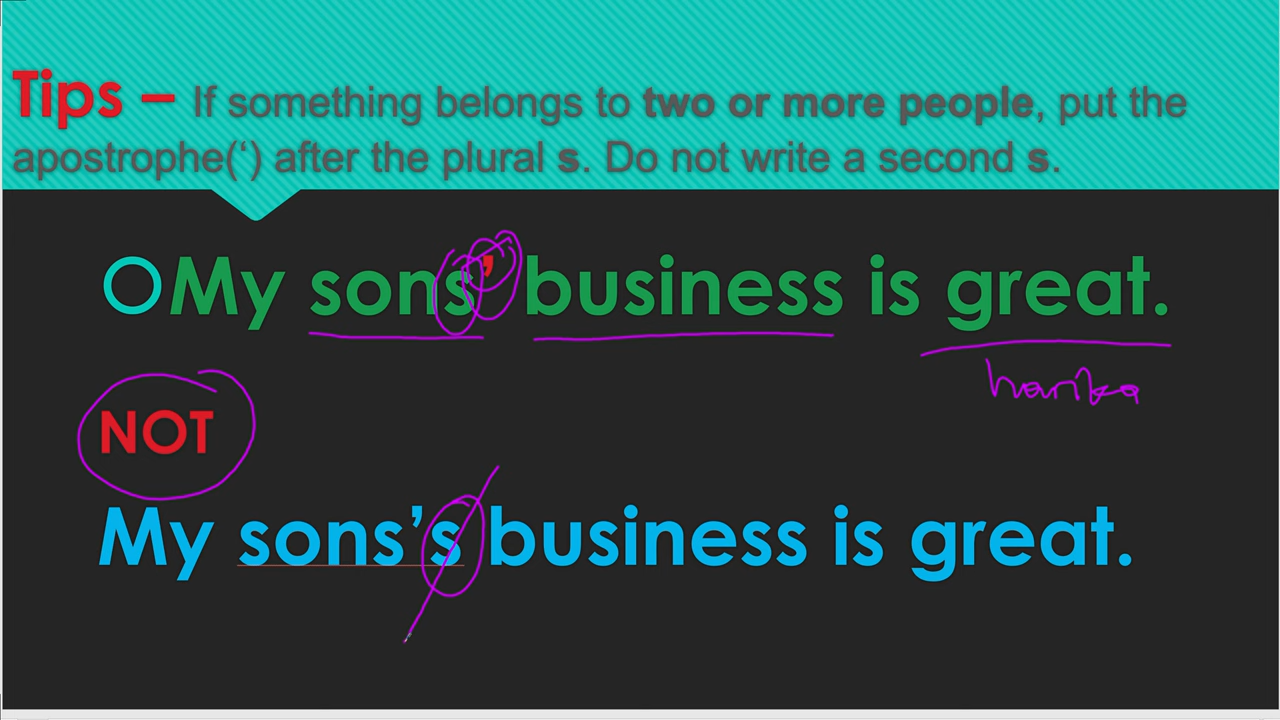 Tips – If something belongs to two or more people, put the
apostrophe(‘) after the plural s. Do not write a second s.
My sons’ business is great.
harika
NOT
My sons’s business is great.